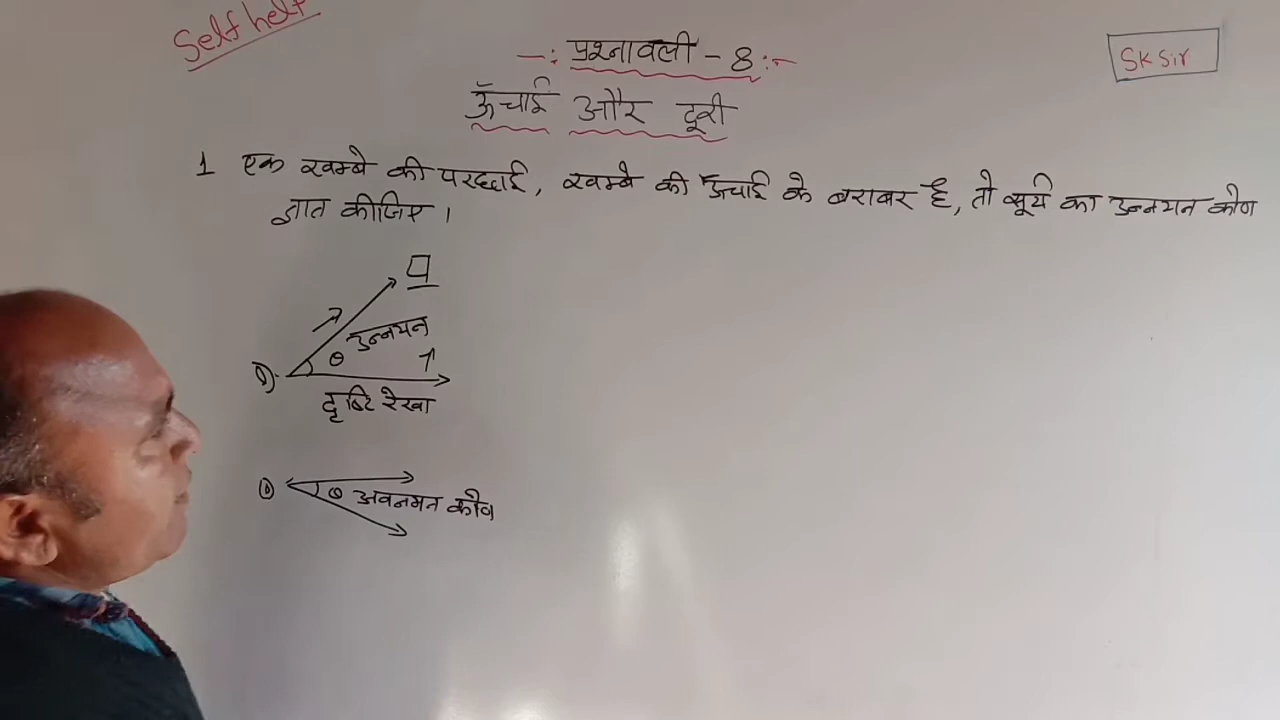 Self help
-: प्रश्नावली - 8 :-
SK Sir
ऊँचाई और दूरी
1 एक खम्बे की परछाई, खम्बे की ऊँचाई के बराबर है, तो सूर्य का उन्नयन कोण
ज्ञात कीजिए।
उन्नयन
θ
दृष्टि रेखा
θ अवनमन कोण